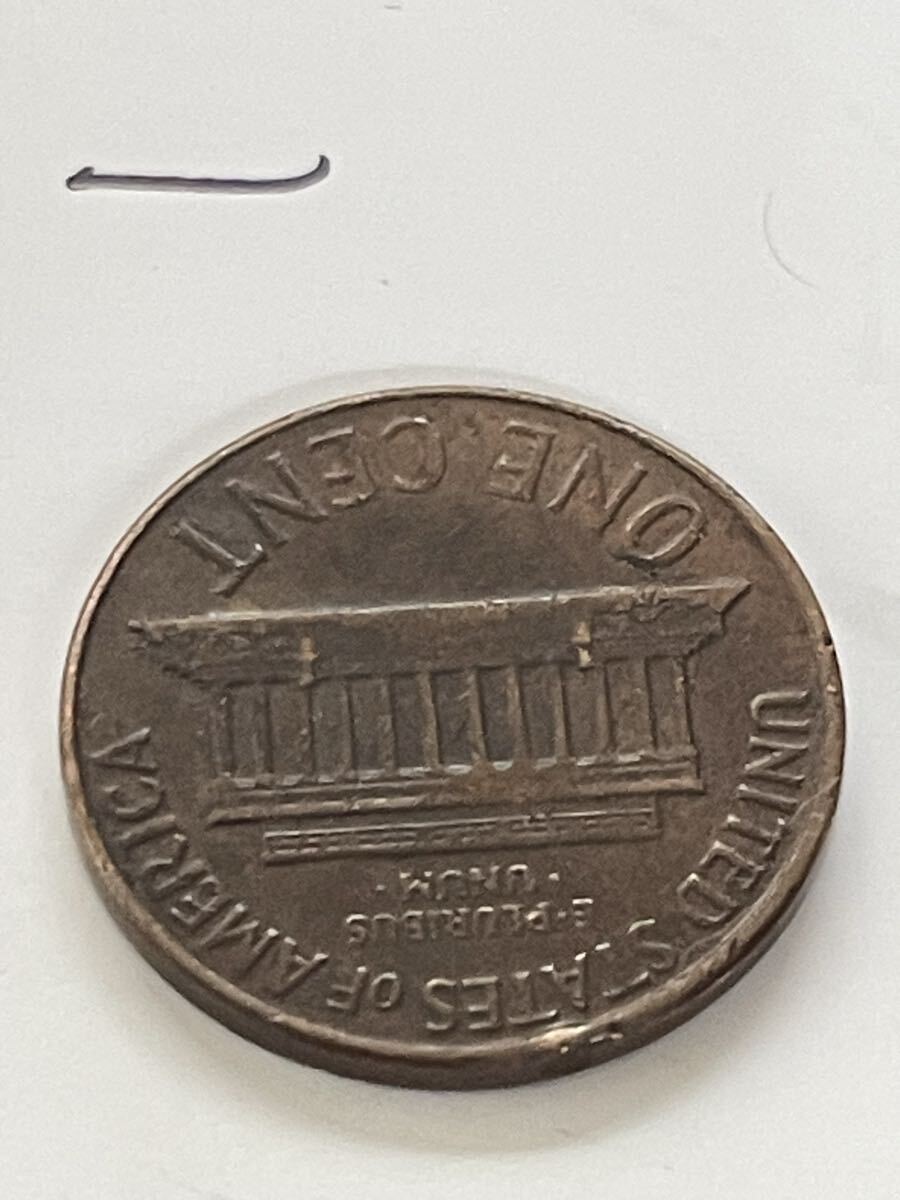 UNITED STATES OF AMERICA
E·PLURIBUS
·UNUM·
ONE CENT